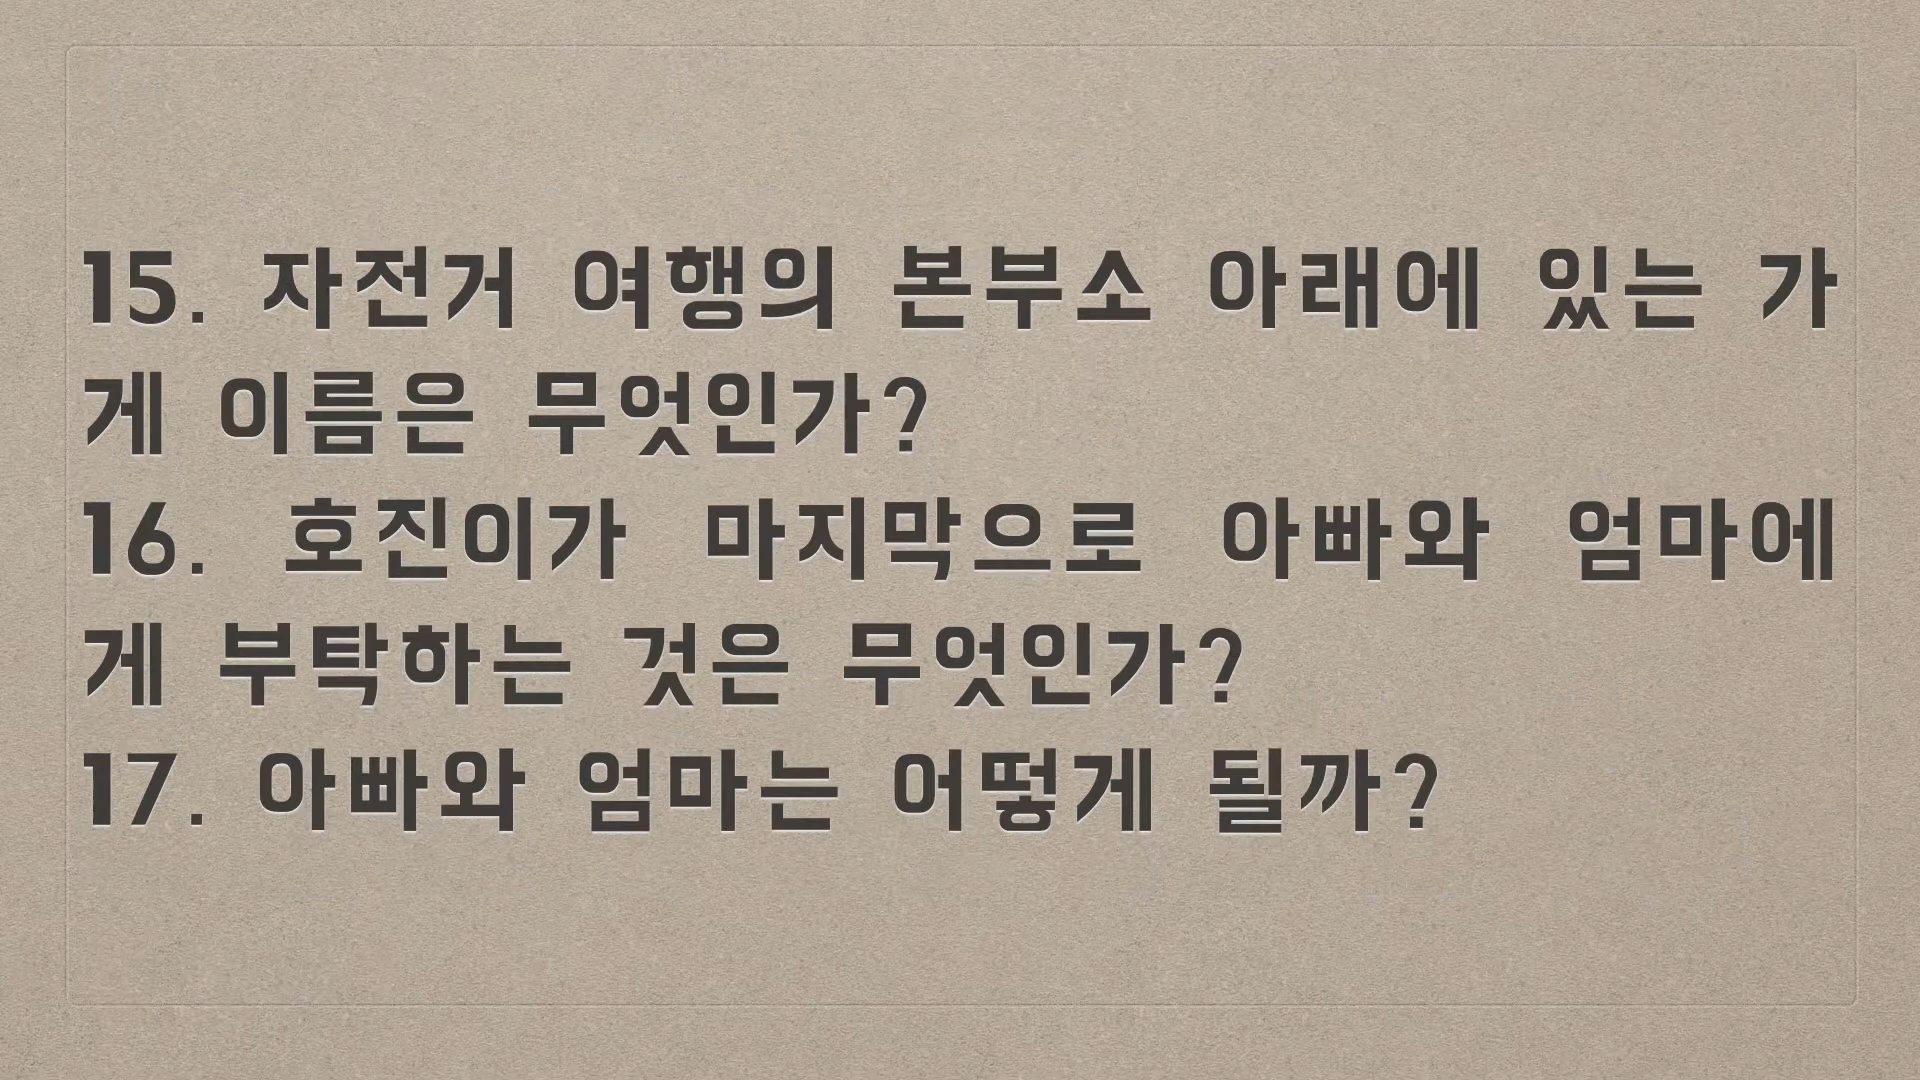 15. 자전거 여행의 본부소 아래에 있는 가
게 이름은 무엇인가?
16. 호진이가 마지막으로 아빠와 엄마에
게 부탁하는 것은 무엇인가?
17. 아빠와 엄마는 어떻게 될까?